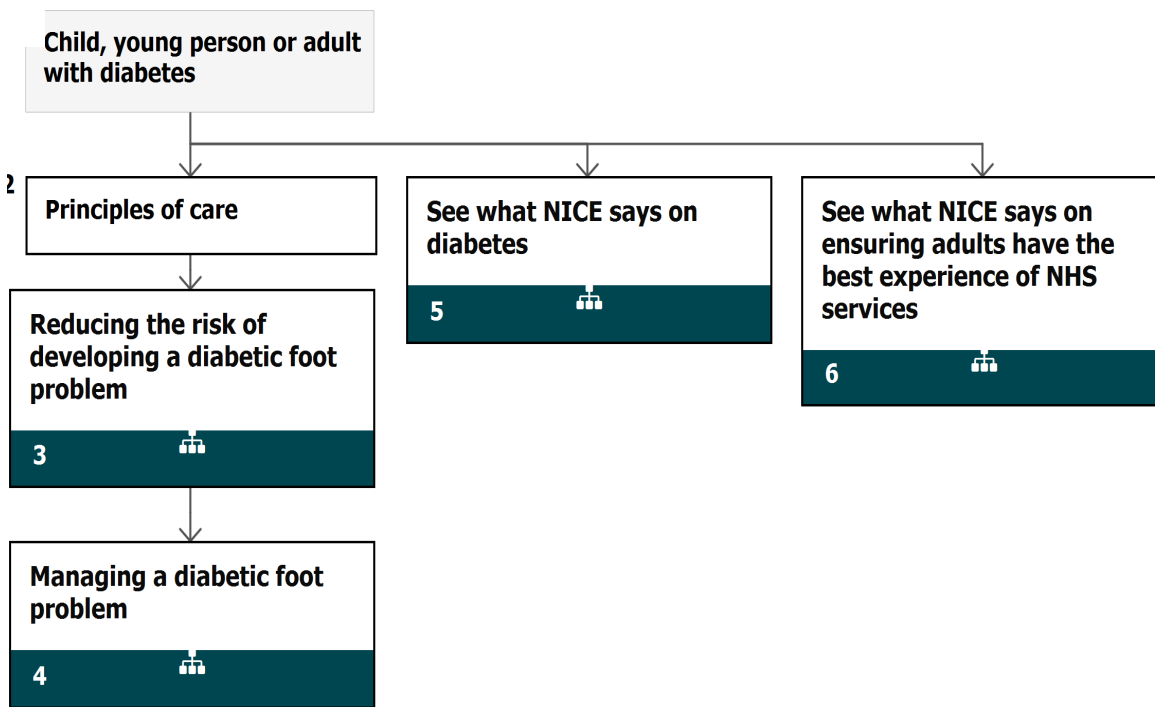 Child, young person or adult
with diabetes
2
Principles of care
See what NICE says on
diabetes
5
See what NICE says on
ensuring adults have the
best experience of NHS
services
6
Reducing the risk of
developing a diabetic foot
problem
3
Managing a diabetic foot
problem
4